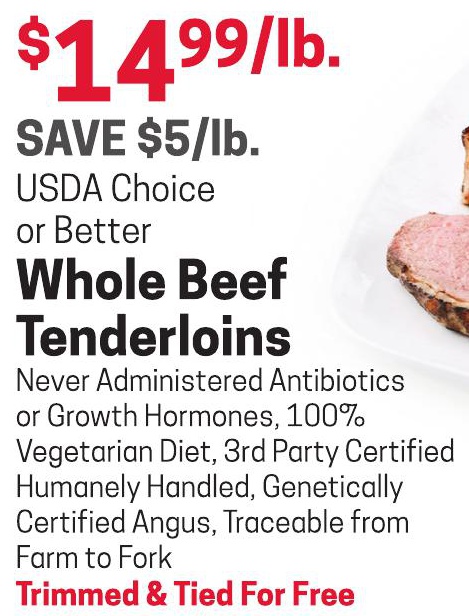 $14 99/lb.
SAVE $5/lb.
USDA Choice
or Better
Whole Beef
Tenderloins
Never Administered Antibiotics
or Growth Hormones, 100%
Vegetarian Diet, 3rd Party Certified
Humanely Handled, Genetically
Certified Angus, Traceable from
Farm to Fork
Trimmed & Tied For Free